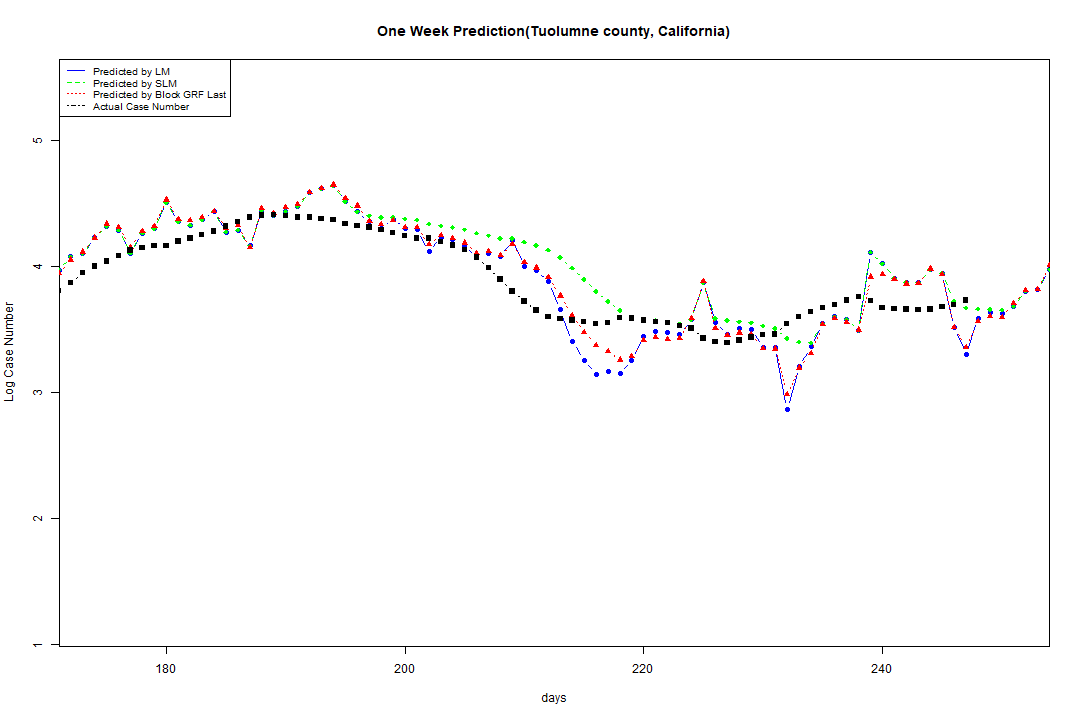 One Week Prediction(Tuolumne county, California)
Predicted by LM
Predicted by SLM
Predicted by Block GRF Last
Actual Case Number
5
4
3
2
1
Log Case Number
180
200
220
240
days